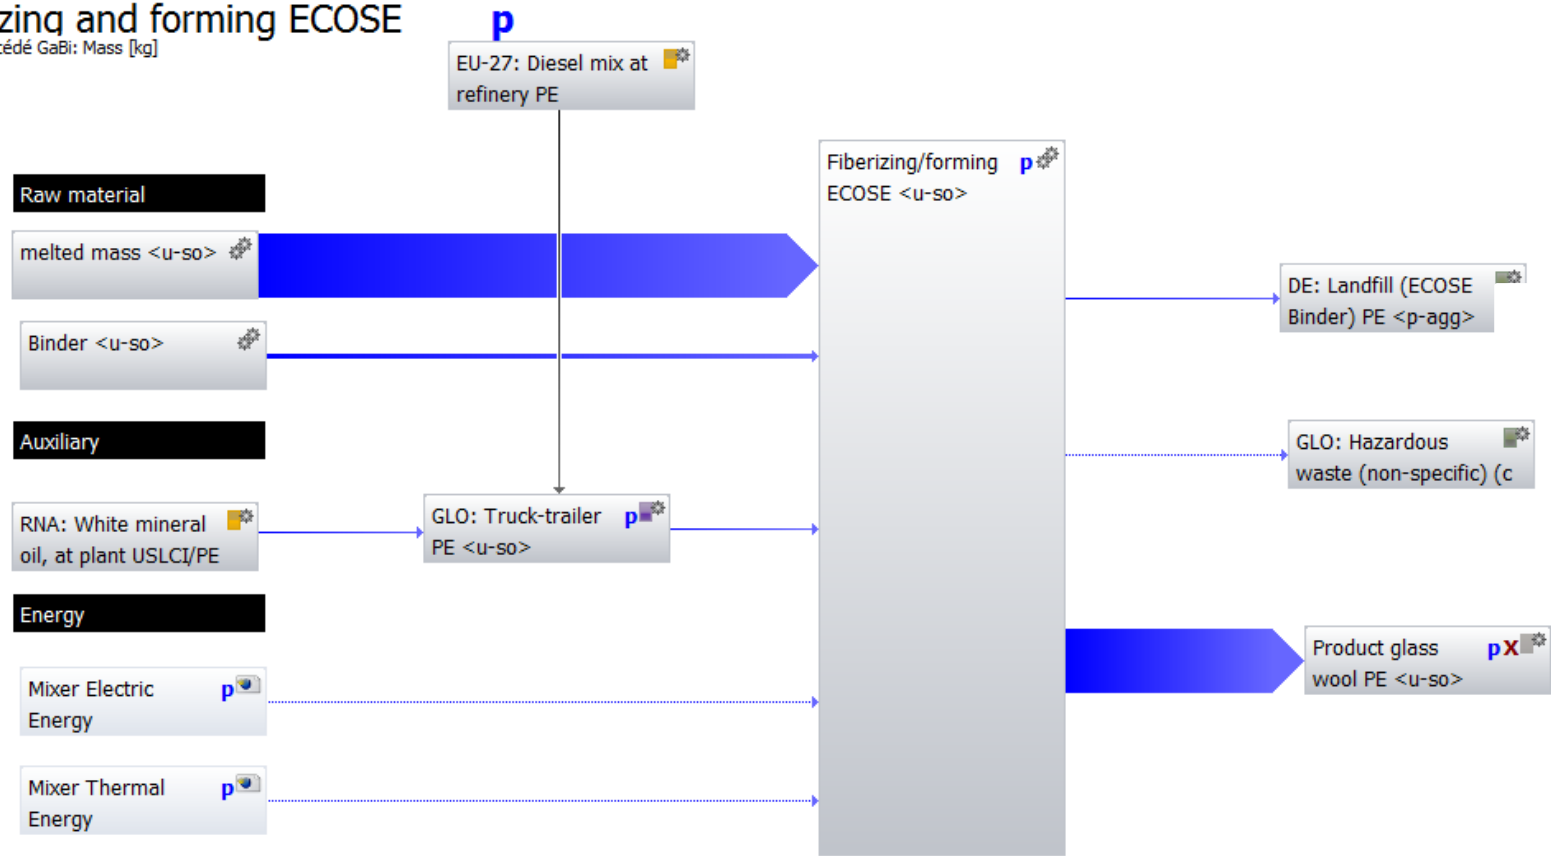 zing and forming ECOSE p
cédé GaBi: Mass [kg]
EU-27: Diesel mix at
refinery PE
Fiberizing/forming p
ECOSE <u-so>
Raw material
melted mass <u-so>
Binder <u-so>
DE: Landfill (ECOSE
Binder) PE <p-agg>
Auxiliary
GLO: Hazardous
waste (non-specific) (c
RNA: White mineral
oil, at plant USLCI/PE
GLO: Truck-trailer p
PE <u-so>
Energy
Product glass pX
wool PE <u-so>
Mixer Electric p
Energy
Mixer Thermal p
Energy